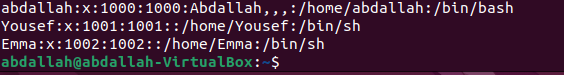 abdallah:x:1000:1000:Abdallah,,,:/home/abdallah:/bin/bash
Yousef:x:1001:1001::/home/Yousef:/bin/sh
Emma:x:1002:1002::/home/Emma:/bin/sh
abdallah@abdallah-VirtualBox:~$